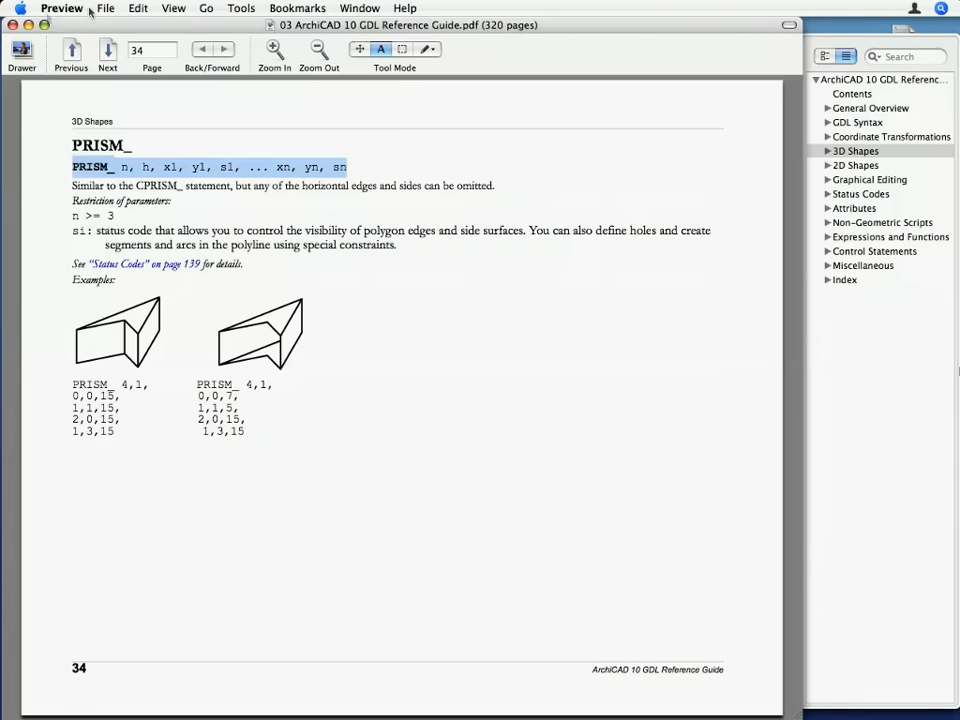 Preview File Edit View Go Tools Bookmarks Window Help
03 ArchiCAD 10 GDL Reference Guide.pdf (320 pages)
34
Drawer Previous Next Page Back/Forward Zoom In Zoom Out Tool Mode
A
Search
ArchiCAD 10 GDL Referenc...
Contents
General Overview
GDL Syntax
Coordinate Transformations
3D Shapes
2D Shapes
Graphical Editing
Status Codes
Attributes
Non-Geometric Scripts
Expressions and Functions
Control Statements
Miscellaneous
Index
3D Shapes
PRISM_
PRISM_ n, h, x1, y1, s1, ... xn, yn, sn
Similar to the CPRISM_ statement, but any of the horizontal edges and sides can be omitted.
Restriction of parameters:
n >= 3
si: status code that allows you to control the visibility of polygon edges and side surfaces. You can also define holes and create
segments and arcs in the polyline using special constraints.
See "Status Codes" on page 139 for details.
Examples:
PRISM_ 4,1,
0,0,15,
1,1,15,
2,0,15,
1,3,15
PRISM_ 4,1,
0,0,7,
1,1,5,
2,0,15,
1,3,15
34
ArchiCAD 10 GDL Reference Guide